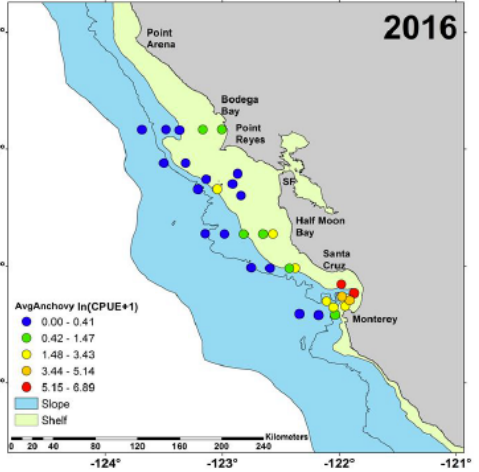 2016
Point
Arena
Bodega
Bay
Point
Reyes
SF
Half Moon
Bay
Santa
Cruz
Monterey
AvgAnchovy ln(CPUE+1)
0.00 - 0.41
0.42 - 1.47
1.48 - 3.43
3.44 - 5.14
5.15 - 6.89
Slope
Shelf
Kilometers
0 20 40 80 120 160 200 240
-124° -123° -122° -121°